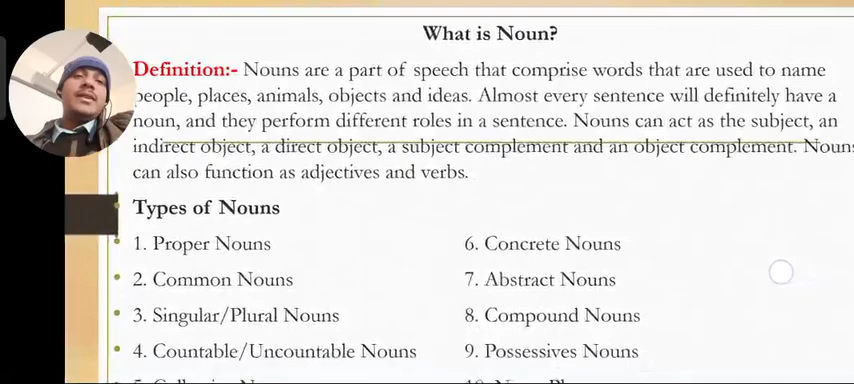 What is Noun?
Definition:- Nouns are a part of speech that comprise words that are used to name
people, places, animals, objects and ideas. Almost every sentence will definitely have a
noun, and they perform different roles in a sentence. Nouns can act as the subject, an
indirect object, a direct object, a subject complement and an object complement. Nouns
can also function as adjectives and verbs.
Types of Nouns
1. Proper Nouns
2. Common Nouns
3. Singular/Plural Nouns
4. Countable/Uncountable Nouns
6. Concrete Nouns
7. Abstract Nouns
8. Compound Nouns
9. Possessives Nouns